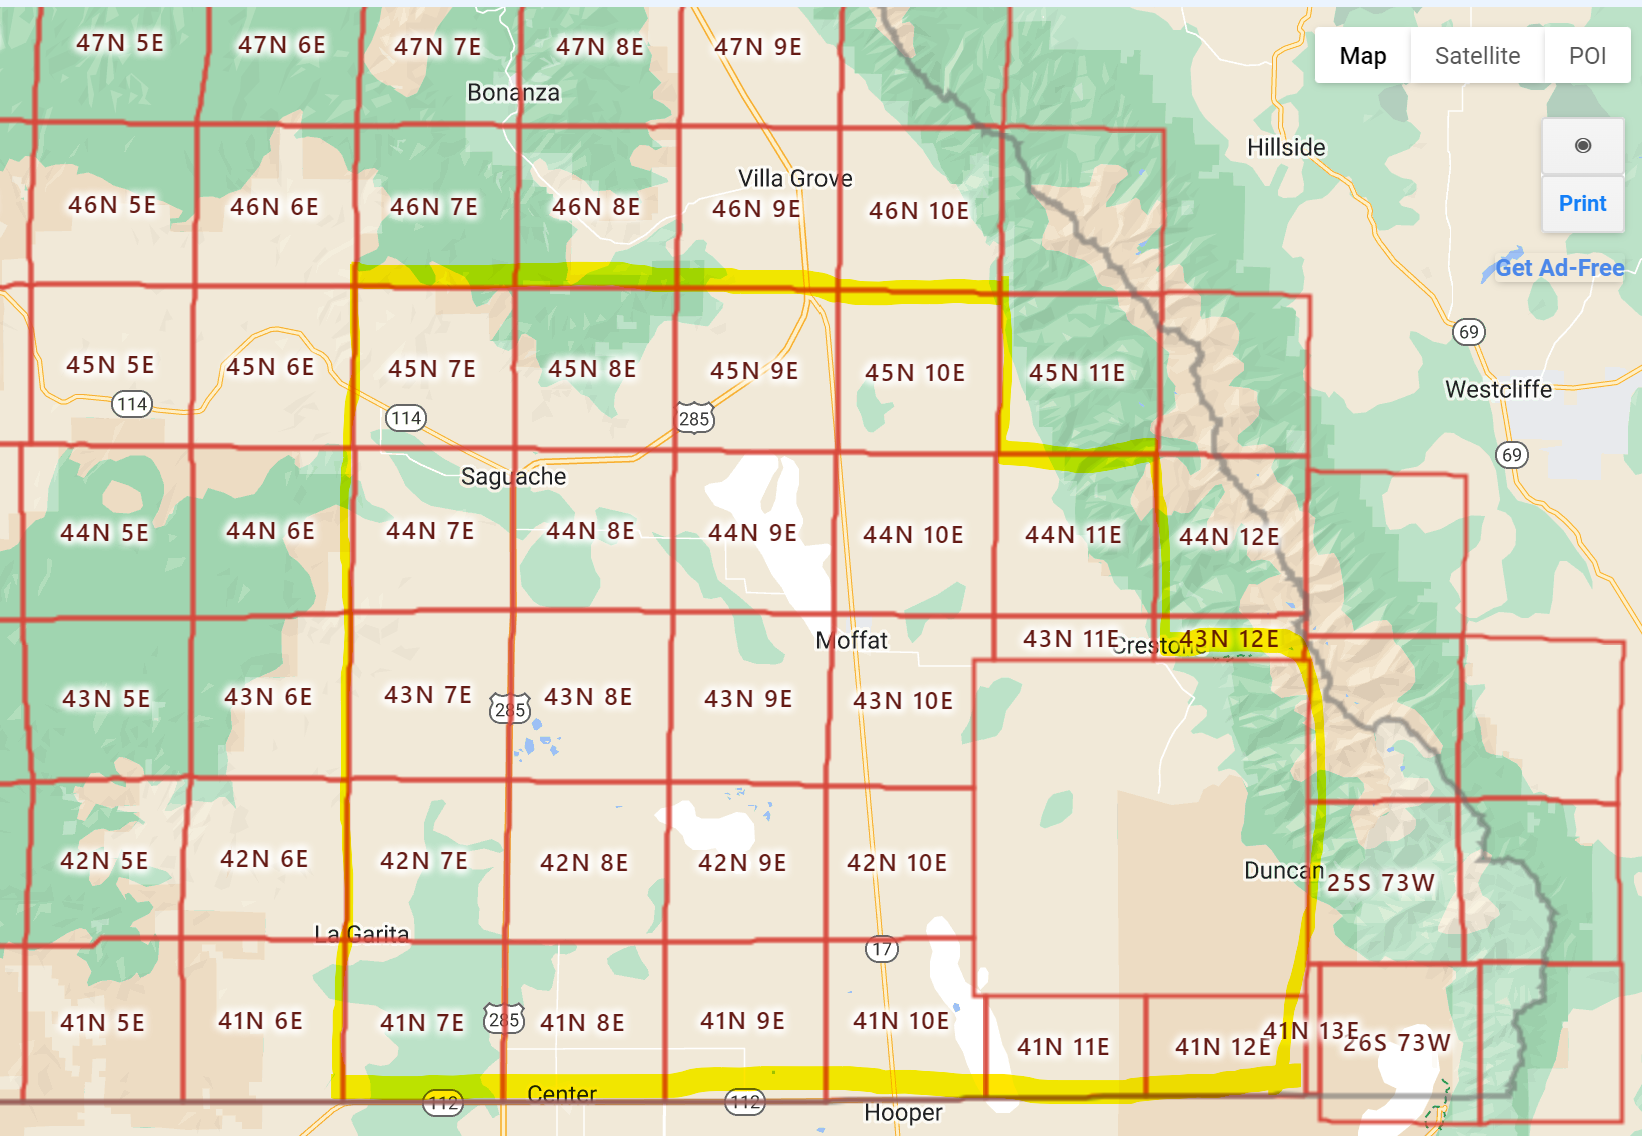 47N 5E
47N 6E
47N 7E
47N 8E
47N 9E
Map
Satellite
POI
Bonanza
Hillside
Villa Grove
Print
46N 5E
46N 6E
46N 7E
46N 8E
46N 9E
46N 10E
Get Ad-Free
69
45N 5E
45N 6E
45N 7E
45N 8E
45N 9E
45N 10E
45N 11E
Westcliffe
114
114
285
69
Saguache
44N 5E
44N 6E
44N 7E
44N 8E
44N 9E
44N 10E
44N 11E
44N 12E
Moffat
43N 11E
Crestone
43N 12E
43N 5E
43N 6E
43N 7E
285
43N 8E
43N 9E
43N 10E
42N 5E
42N 6E
42N 7E
42N 8E
42N 9E
42N 10E
Duncan
25S 73W
La Garita
17
41N 5E
41N 6E
41N 7E
285
41N 8E
41N 9E
41N 10E
41N 11E
41N 12E
41N 13E
26S 73W
112
Center
112
Hooper